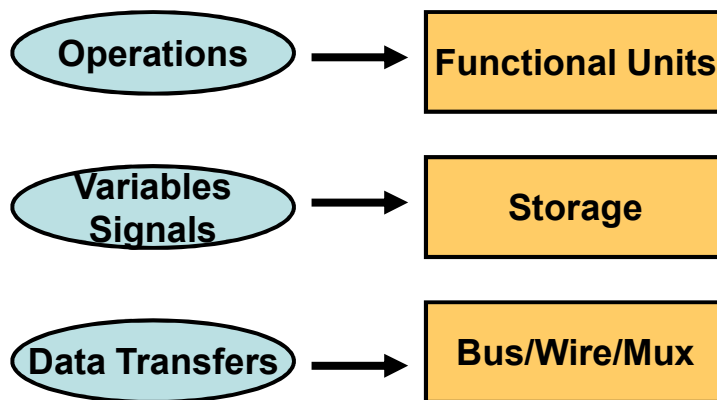 Operations
Functional Units
Variables
Signals
Storage
Data Transfers
Bus/Wire/Mux